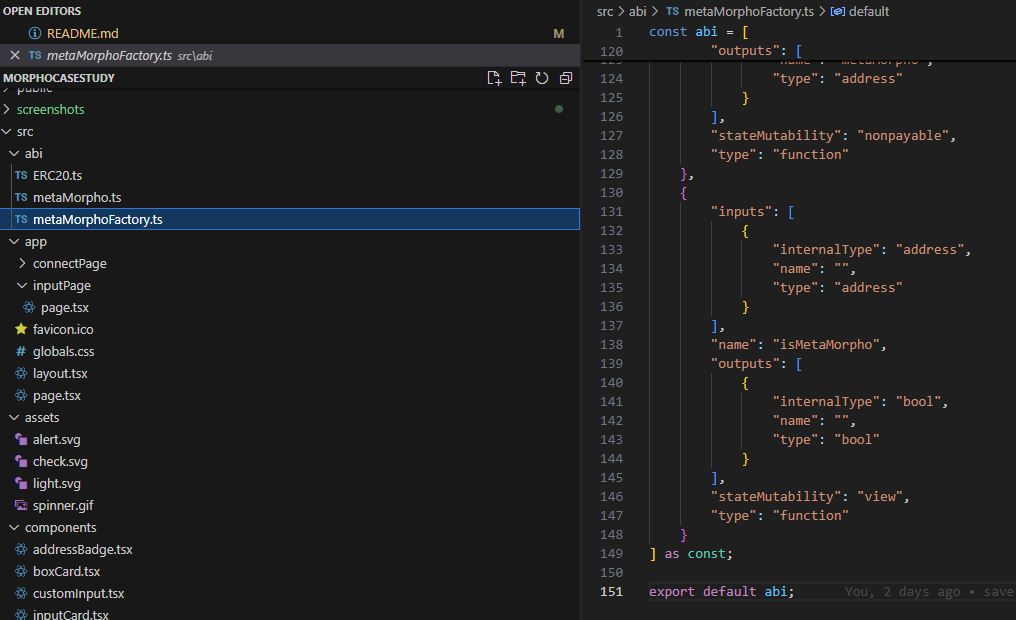 OPEN EDITORS
README.md
M
TS metaMorphoFactory.ts src\abi
MORPHOCASESTUDY
public
screenshots
src
abi
TS ERC20.ts
TS metaMorpho.ts
TS metaMorphoFactory.ts
app
connectPage
inputPage
page.tsx
favicon.ico
# globals.css
layout.tsx
page.tsx
assets
alert.svg
check.svg
light.svg
spinner.gif
components
addressBadge.tsx
boxCard.tsx
customInput.tsx
inputCard.tsx
src > abi > TS metaMorphoFactory.ts > default
1 const abi = [
120 "outputs": [
123 "name": "metaMorpho",
124 "type": "address"
125 }
126 ],
127 "stateMutability": "nonpayable",
128 "type": "function"
129 },
130 {
131 "inputs": [
132 {
133 "internalType": "address",
134 "name": "",
135 "type": "address"
136 }
137 ],
138 "name": "isMetaMorpho",
139 "outputs": [
140 {
141 "internalType": "bool",
142 "name": "",
143 "type": "bool"
144 }
145 ],
146 "stateMutability": "view",
147 "type": "function"
148 }
149 ] as const;
150
151 export default abi; You, 2 days ago • save